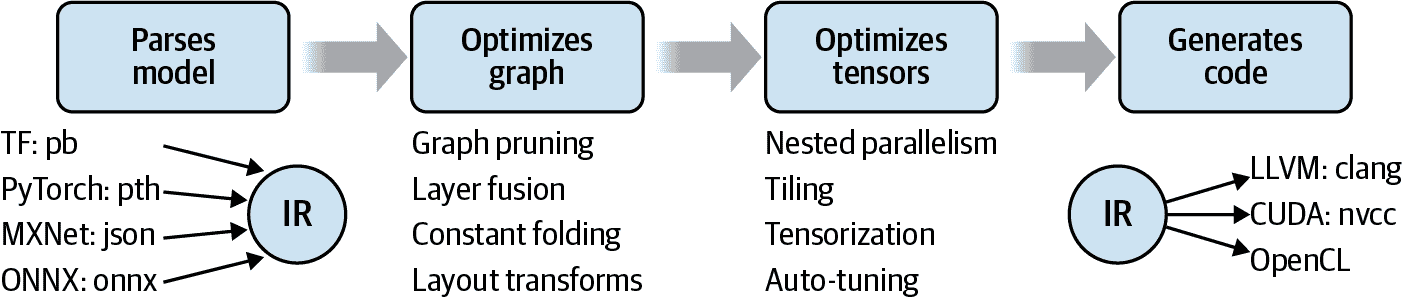 Parses
model
Optimizes
graph
Optimizes
tensors
Generates
code
TF: pb
PyTorch: pth
MXNet: json
ONNX: onnx
IR
Graph pruning
Layer fusion
Constant folding
Layout transforms
Nested parallelism
Tiling
Tensorization
Auto-tuning
IR
LLVM: clang
CUDA: nvcc
OpenCL